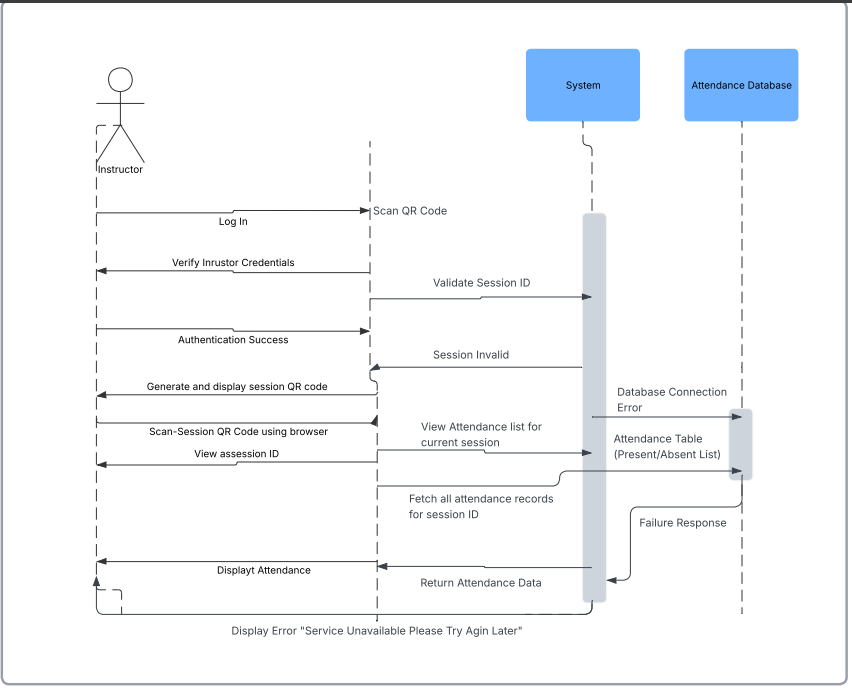 System
Attendance Database
Instructor
Scan QR Code
Log In
Verify Inrustor Credentials
Validate Session ID
Authentication Success
Session Invalid
Generate and display session QR code
Database Connection
Error
Scan-Session QR Code using browser
View Attendance list for
current session
Attendance Table
(Present/Absent List)
View assession ID
Fetch all attendance records
for session ID
Failure Response
Displayt Attendance
Return Attendance Data
Display Error "Service Unavailable Please Try Agin Later"